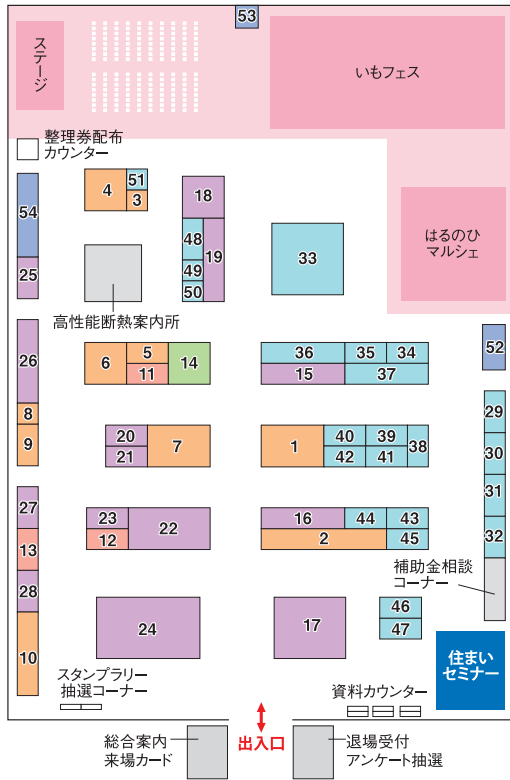 53
ステージ
いもフェス
整理券配布
カウンター
4
51
3
18
54
48
19
33
はるのひ
マルシェ
25
49
50
高性能断熱案内所
26
6
5
11
14
36
35
34
15
37
52
8
9
20
21
7
1
40
39
38
42
41
29
30
31
32
27
23
12
22
16
44
43
2
45
13
28
補助金相談
コーナー
10
24
17
46
47
住まい
セミナー
スタンプラリー
抽選コーナー
資料カウンター
総合案内
来場カード
出入口
退場受付
アンケート抽選